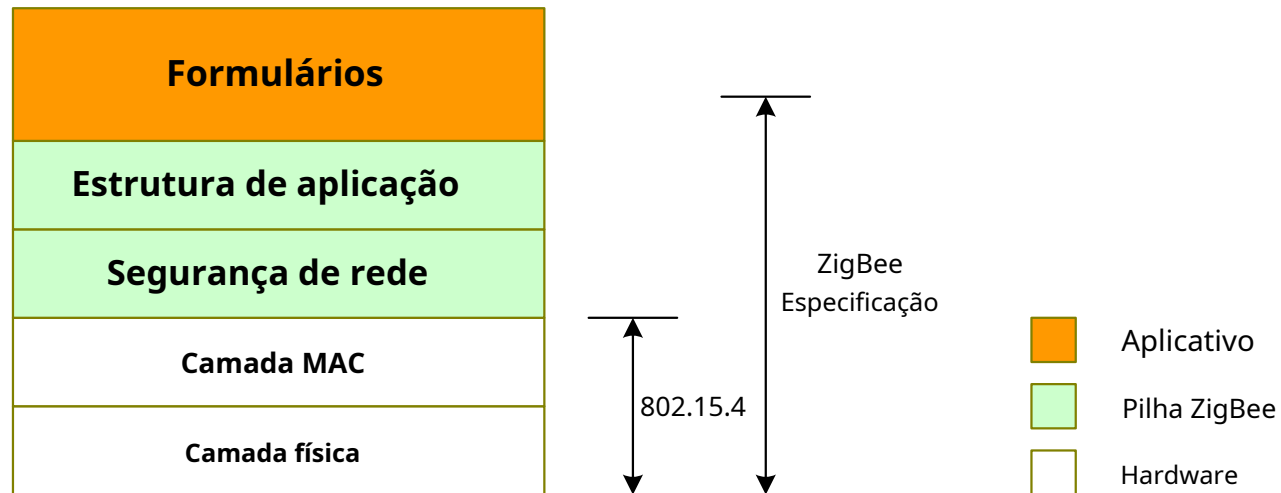 Formulários
Estrutura de aplicação
Segurança de rede
Camada MAC
Camada física
802.15.4
ZigBee
Especificação
Aplicativo
Pilha ZigBee
Hardware